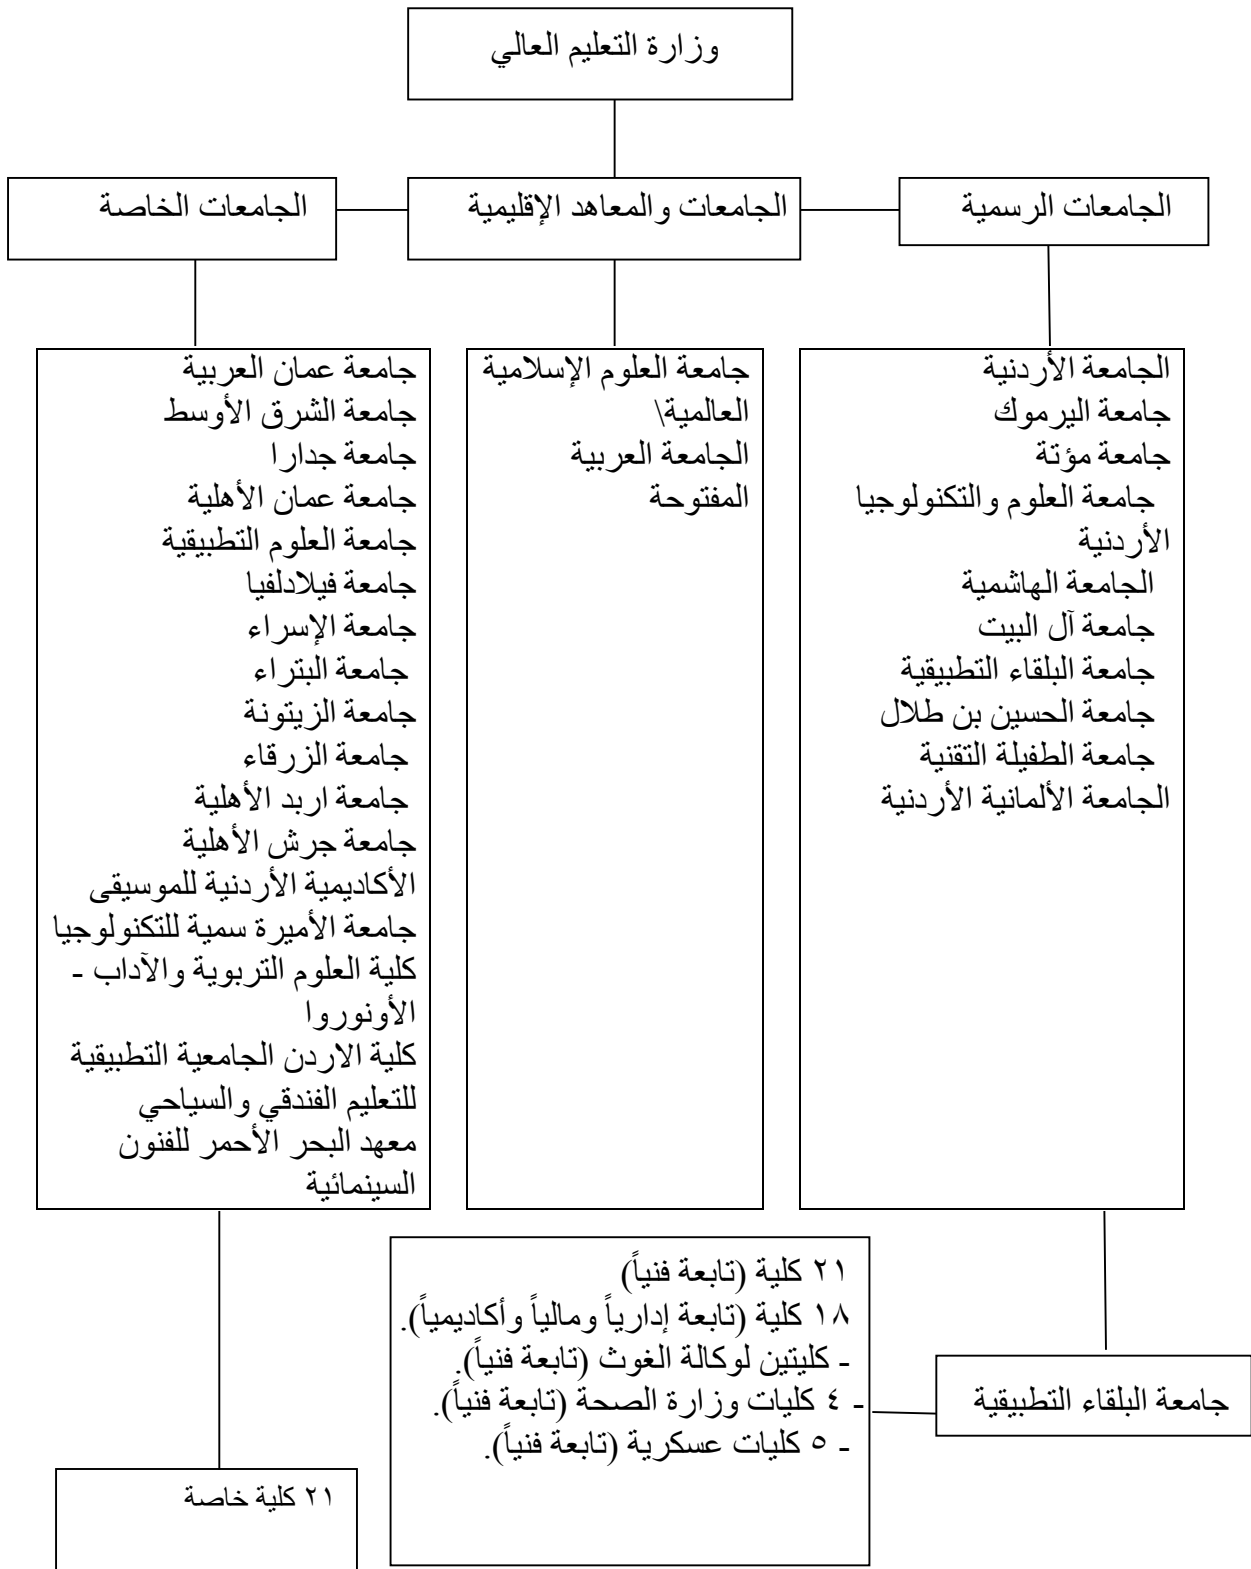 وزارة التعليم العالي
الجامعات الرسمية
الجامعات والمعاهد الإقليمية
الجامعات الخاصة
الجامعة الأردنية
جامعة اليرموك
جامعة مؤتة
جامعة العلوم والتكنولوجيا
الأردنية
الجامعة الهاشمية
جامعة آل البيت
جامعة البلقاء التطبيقية
جامعة الحسين بن طلال
جامعة الطفيلة التقنية
الجامعة الألمانية الأردنية
جامعة العلوم الإسلامية
العالمية\
الجامعة العربية
المفتوحة
جامعة عمان العربية
جامعة الشرق الأوسط
جامعة جدارا
جامعة عمان الأهلية
جامعة العلوم التطبيقية
جامعة فيلادلفيا
جامعة الإسراء
جامعة البتراء
جامعة الزيتونة
جامعة الزرقاء
جامعة اربد الأهلية
جامعة جرش الأهلية
الأكاديمية الأردنية للموسيقى
جامعة الأميرة سمية للتكنولوجيا
كلية العلوم التربوية والآداب -
الأونوروا
كلية الاردن الجامعية التطبيقية
للتعليم الفندقي والسياحي
معهد البحر الأحمر للفنون
السينمائية
جامعة البلقاء التطبيقية
٢١ كلية (تابعة فنياً)
١٨ كلية (تابعة إدارياً ومالياً وأكاديمياً).
- كليتين لوكالة الغوث (تابعة فنياً).
- ٤ كليات وزارة الصحة (تابعة فنياً).
- ٥ كليات عسكرية (تابعة فنياً).
٢١ كلية خاصة